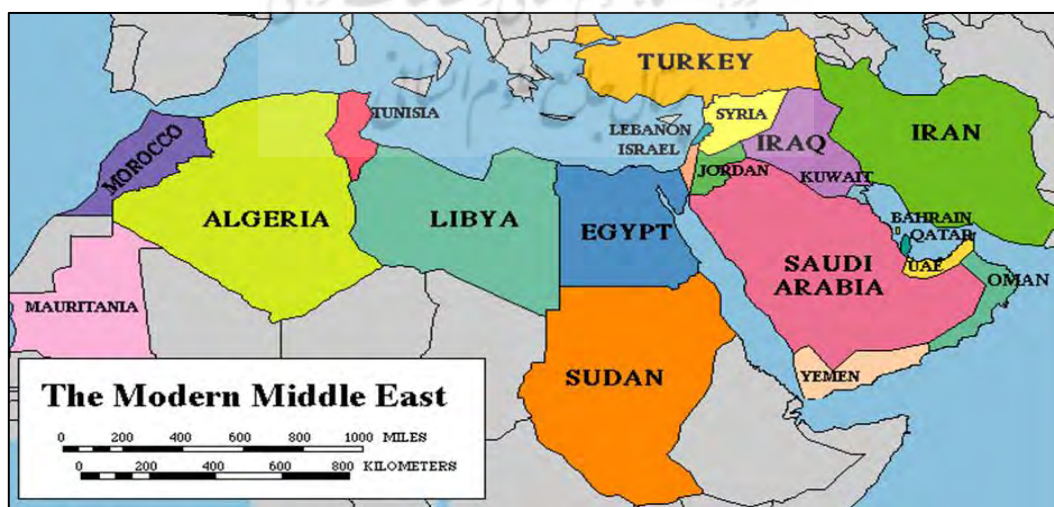 TURKEY
TUNISIA
SYRIA
LEBANON
ISRAEL
IRAQ
IRAN
MOROCCO
JORDAN
KUWAIT
ALGERIA
LIBYA
EGYPT
BAHRAIN
QATAR
SAUDI
ARABIA
UAE
OMAN
MAURITANIA
SUDAN
YEMEN
The Modern Middle East
0 200 400 600 800 1000 MILES
0 200 400 600 800 KILOMETERS